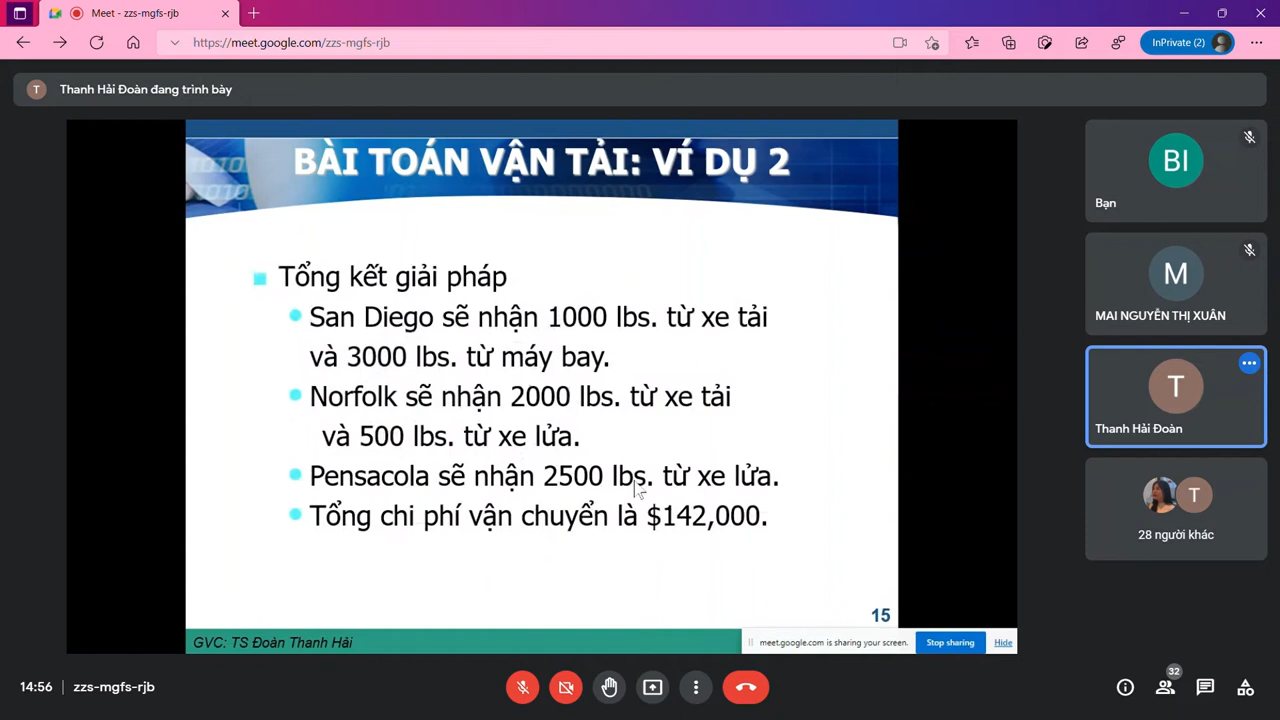 Meet - zzs-mgfs-rjb
https://meet.google.com/zzs-mgfs-rjb
InPrivate (2)
T
Thanh Hải Đoàn đang trình bày
BÀI TOÁN VẬN TẢI: VÍ DỤ 2
Tổng kết giải pháp
San Diego sẽ nhận 1000 lbs. từ xe tải
và 3000 lbs. từ máy bay.
Norfolk sẽ nhận 2000 lbs. từ xe tải
và 500 lbs. từ xe lửa.
Pensacola sẽ nhận 2500 lbs. từ xe lửa.
Tổng chi phí vận chuyển là $142,000.
15
GVC: TS Đoàn Thanh Hải
meet.google.com is sharing your screen.
Stop sharing
Hide
BI
Bạn
M
MAI NGUYỄN THỊ XUÂN
T
Thanh Hải Đoàn
T
28 người khác
14:56
zzs-mgfs-rjb
32